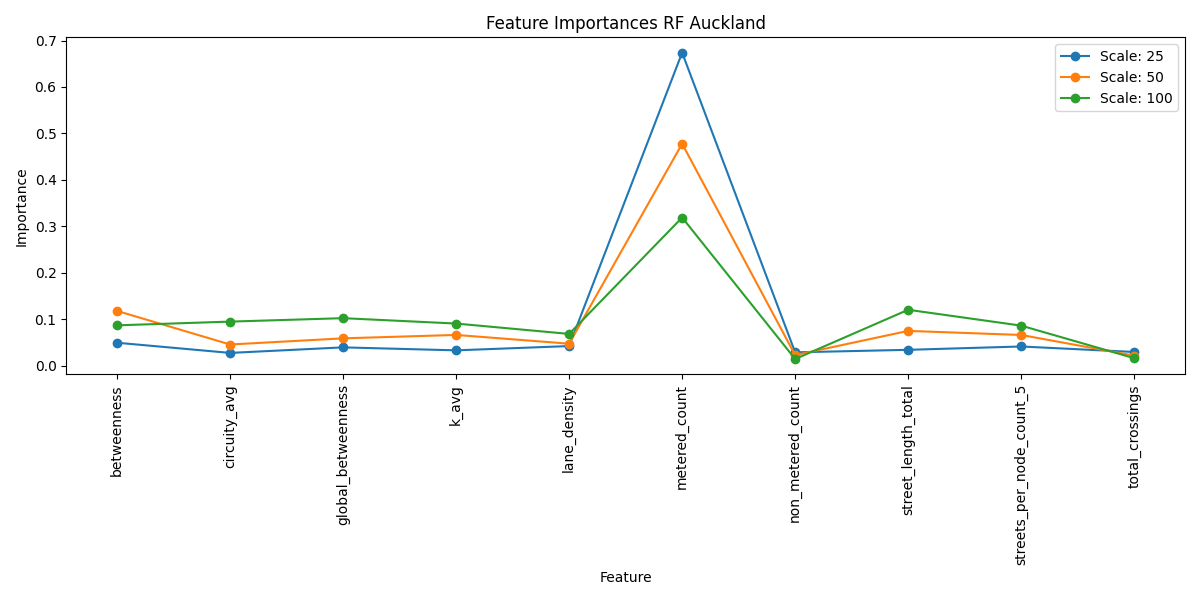 Feature Importances RF Auckland
Importance
0.7
0.6
0.5
0.4
0.3
0.2
0.1
0.0
Scale: 25
Scale: 50
Scale: 100
betweenness
circuity_avg
global_betweenness
k_avg
lane_density
metered_count
non_metered_count
street_length_total
streets_per_node_count_5
total_crossings
Feature